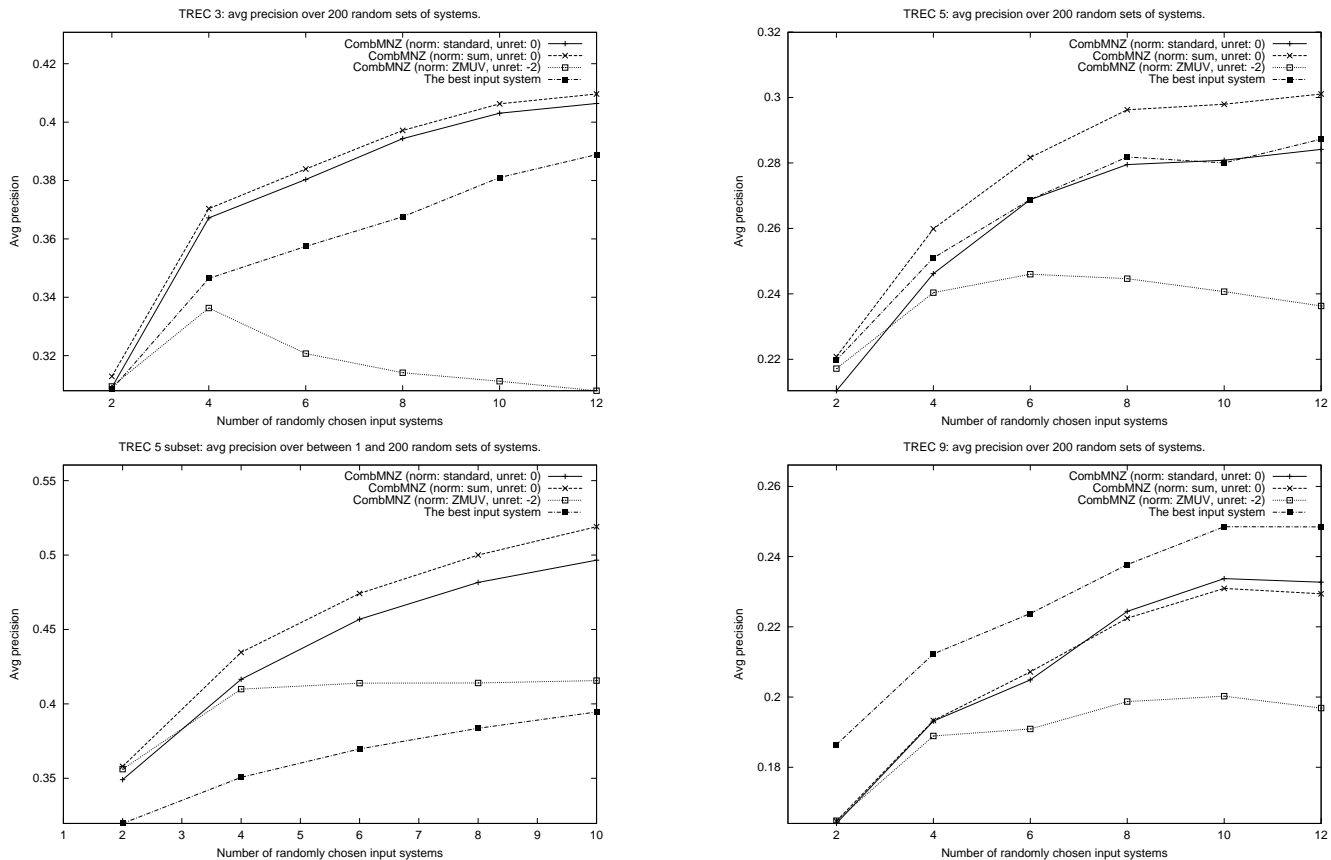 TREC 3: avg precision over 200 random sets of systems.
CombMNZ (norm: standard, unret: 0)
CombMNZ (norm: sum, unret: 0)
CombMNZ (norm: ZMUV, unret: -2)
The best input system
Avg precision
0.42
0.4
0.38
0.36
0.34
0.32
2 4 6 8 10 12
Number of randomly chosen input systems
TREC 5: avg precision over 200 random sets of systems.
CombMNZ (norm: standard, unret: 0)
CombMNZ (norm: sum, unret: 0)
CombMNZ (norm: ZMUV, unret: -2)
The best input system
Avg precision
0.32
0.3
0.28
0.26
0.24
0.22
2 4 6 8 10 12
Number of randomly chosen input systems
TREC 5 subset: avg precision over between 1 and 200 random sets of systems.
CombMNZ (norm: standard, unret: 0)
CombMNZ (norm: sum, unret: 0)
CombMNZ (norm: ZMUV, unret: -2)
The best input system
Avg precision
0.55
0.5
0.45
0.4
0.35
1 2 3 4 5 6 7 8 9 10
Number of randomly chosen input systems
TREC 9: avg precision over 200 random sets of systems.
CombMNZ (norm: standard, unret: 0)
CombMNZ (norm: sum, unret: 0)
CombMNZ (norm: ZMUV, unret: -2)
The best input system
Avg precision
0.26
0.24
0.22
0.2
0.18
2 4 6 8 10 12
Number of randomly chosen input systems